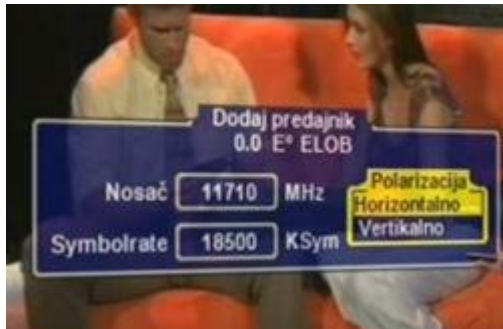 Dodaj predajnik
0.0 E° ELOB
Nosač 11710 MHz
Symbolrate 18500 KSym
Polarizacija
Horizontalno
Vertikalno